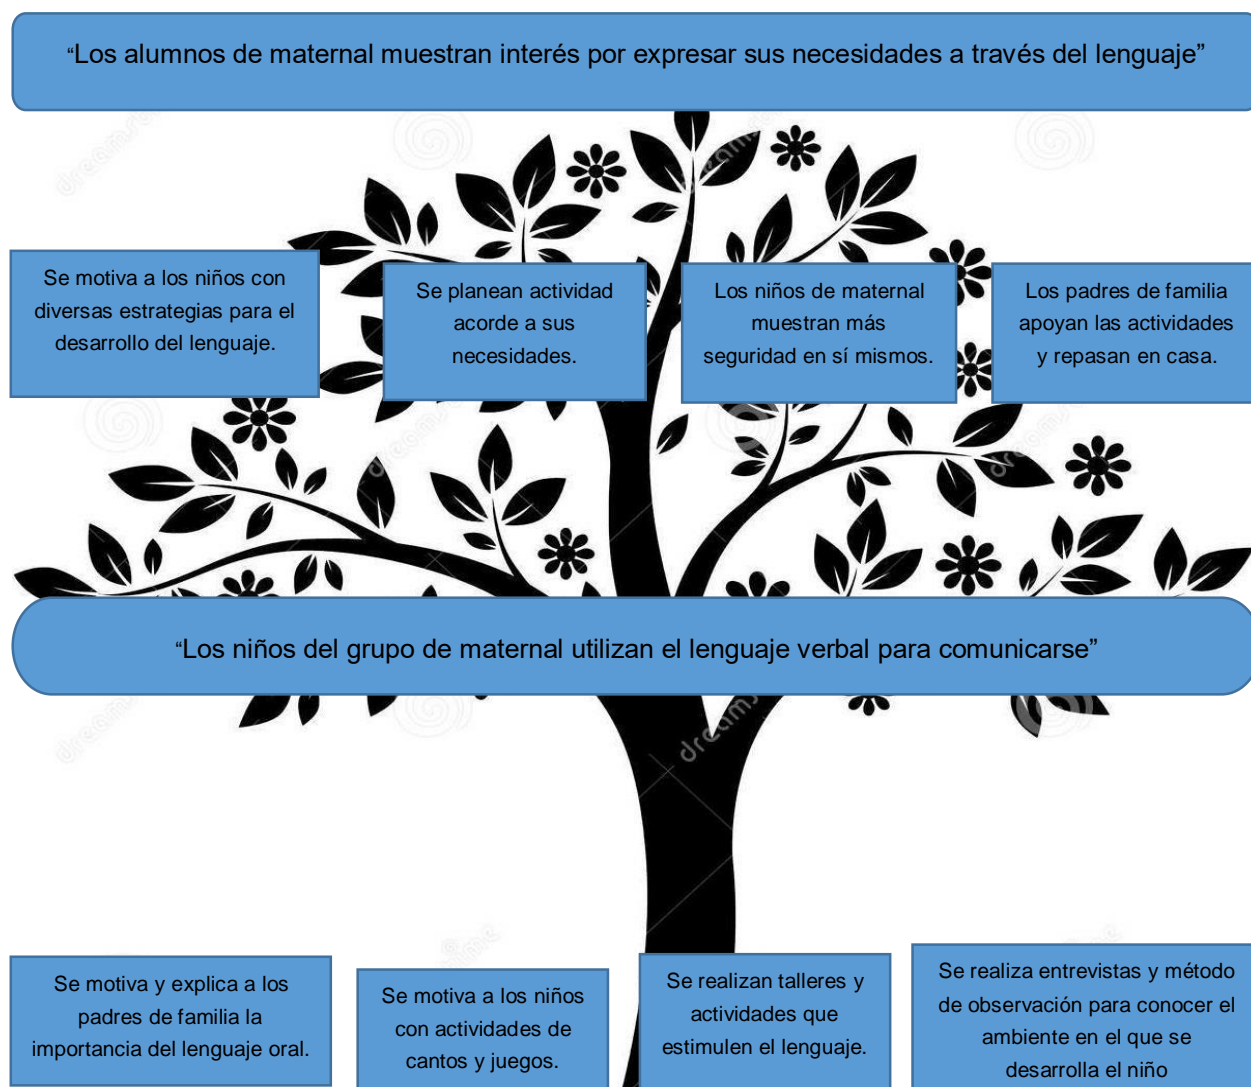 “Los alumnos de maternal muestran interés por expresar sus necesidades a través del lenguaje”
Se motiva a los niños con
diversas estrategias para el
desarrollo del lenguaje.
Se planean actividad
acorde a sus
necesidades.
Los niños de maternal
muestran más
seguridad en sí mismos.
Los padres de familia
apoyan las actividades
y repasan en casa.
“Los niños del grupo de maternal utilizan el lenguaje verbal para comunicarse”
Se motiva y explica a los
padres de familia la
importancia del lenguaje oral.
Se motiva a los niños
con actividades de
cantos y juegos.
Se realizan talleres y
actividades que
estimulen el lenguaje.
Se realiza entrevistas y método
de observación para conocer el
ambiente en el que se
desarrolla el niño